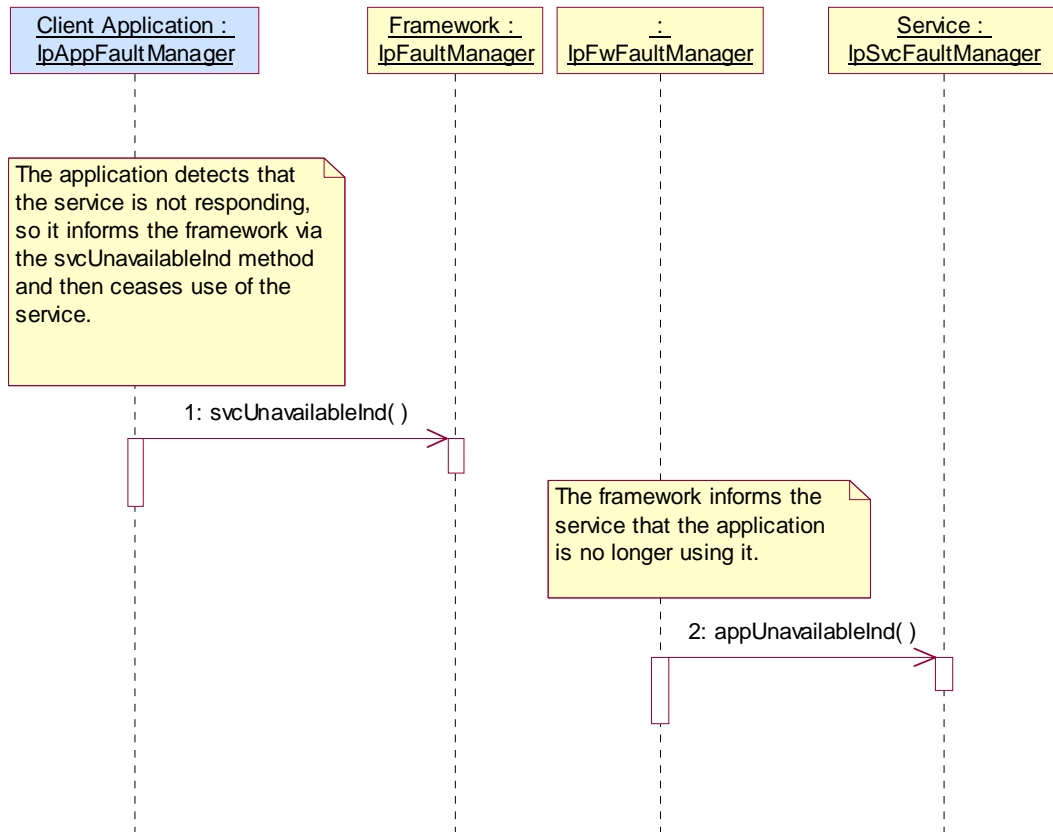 Client Application :
IpAppFaultManager
Framework :
IpFaultManager
:
IpFwFaultManager
Service :
IpSvcFaultManager
The application detects that
the service is not responding,
so it informs the framework via
the svcUnavailableInd method
and then ceases use of the
service.
1: svcUnavailableInd( )
The framework informs the
service that the application
is no longer using it.
2: appUnavailableInd( )